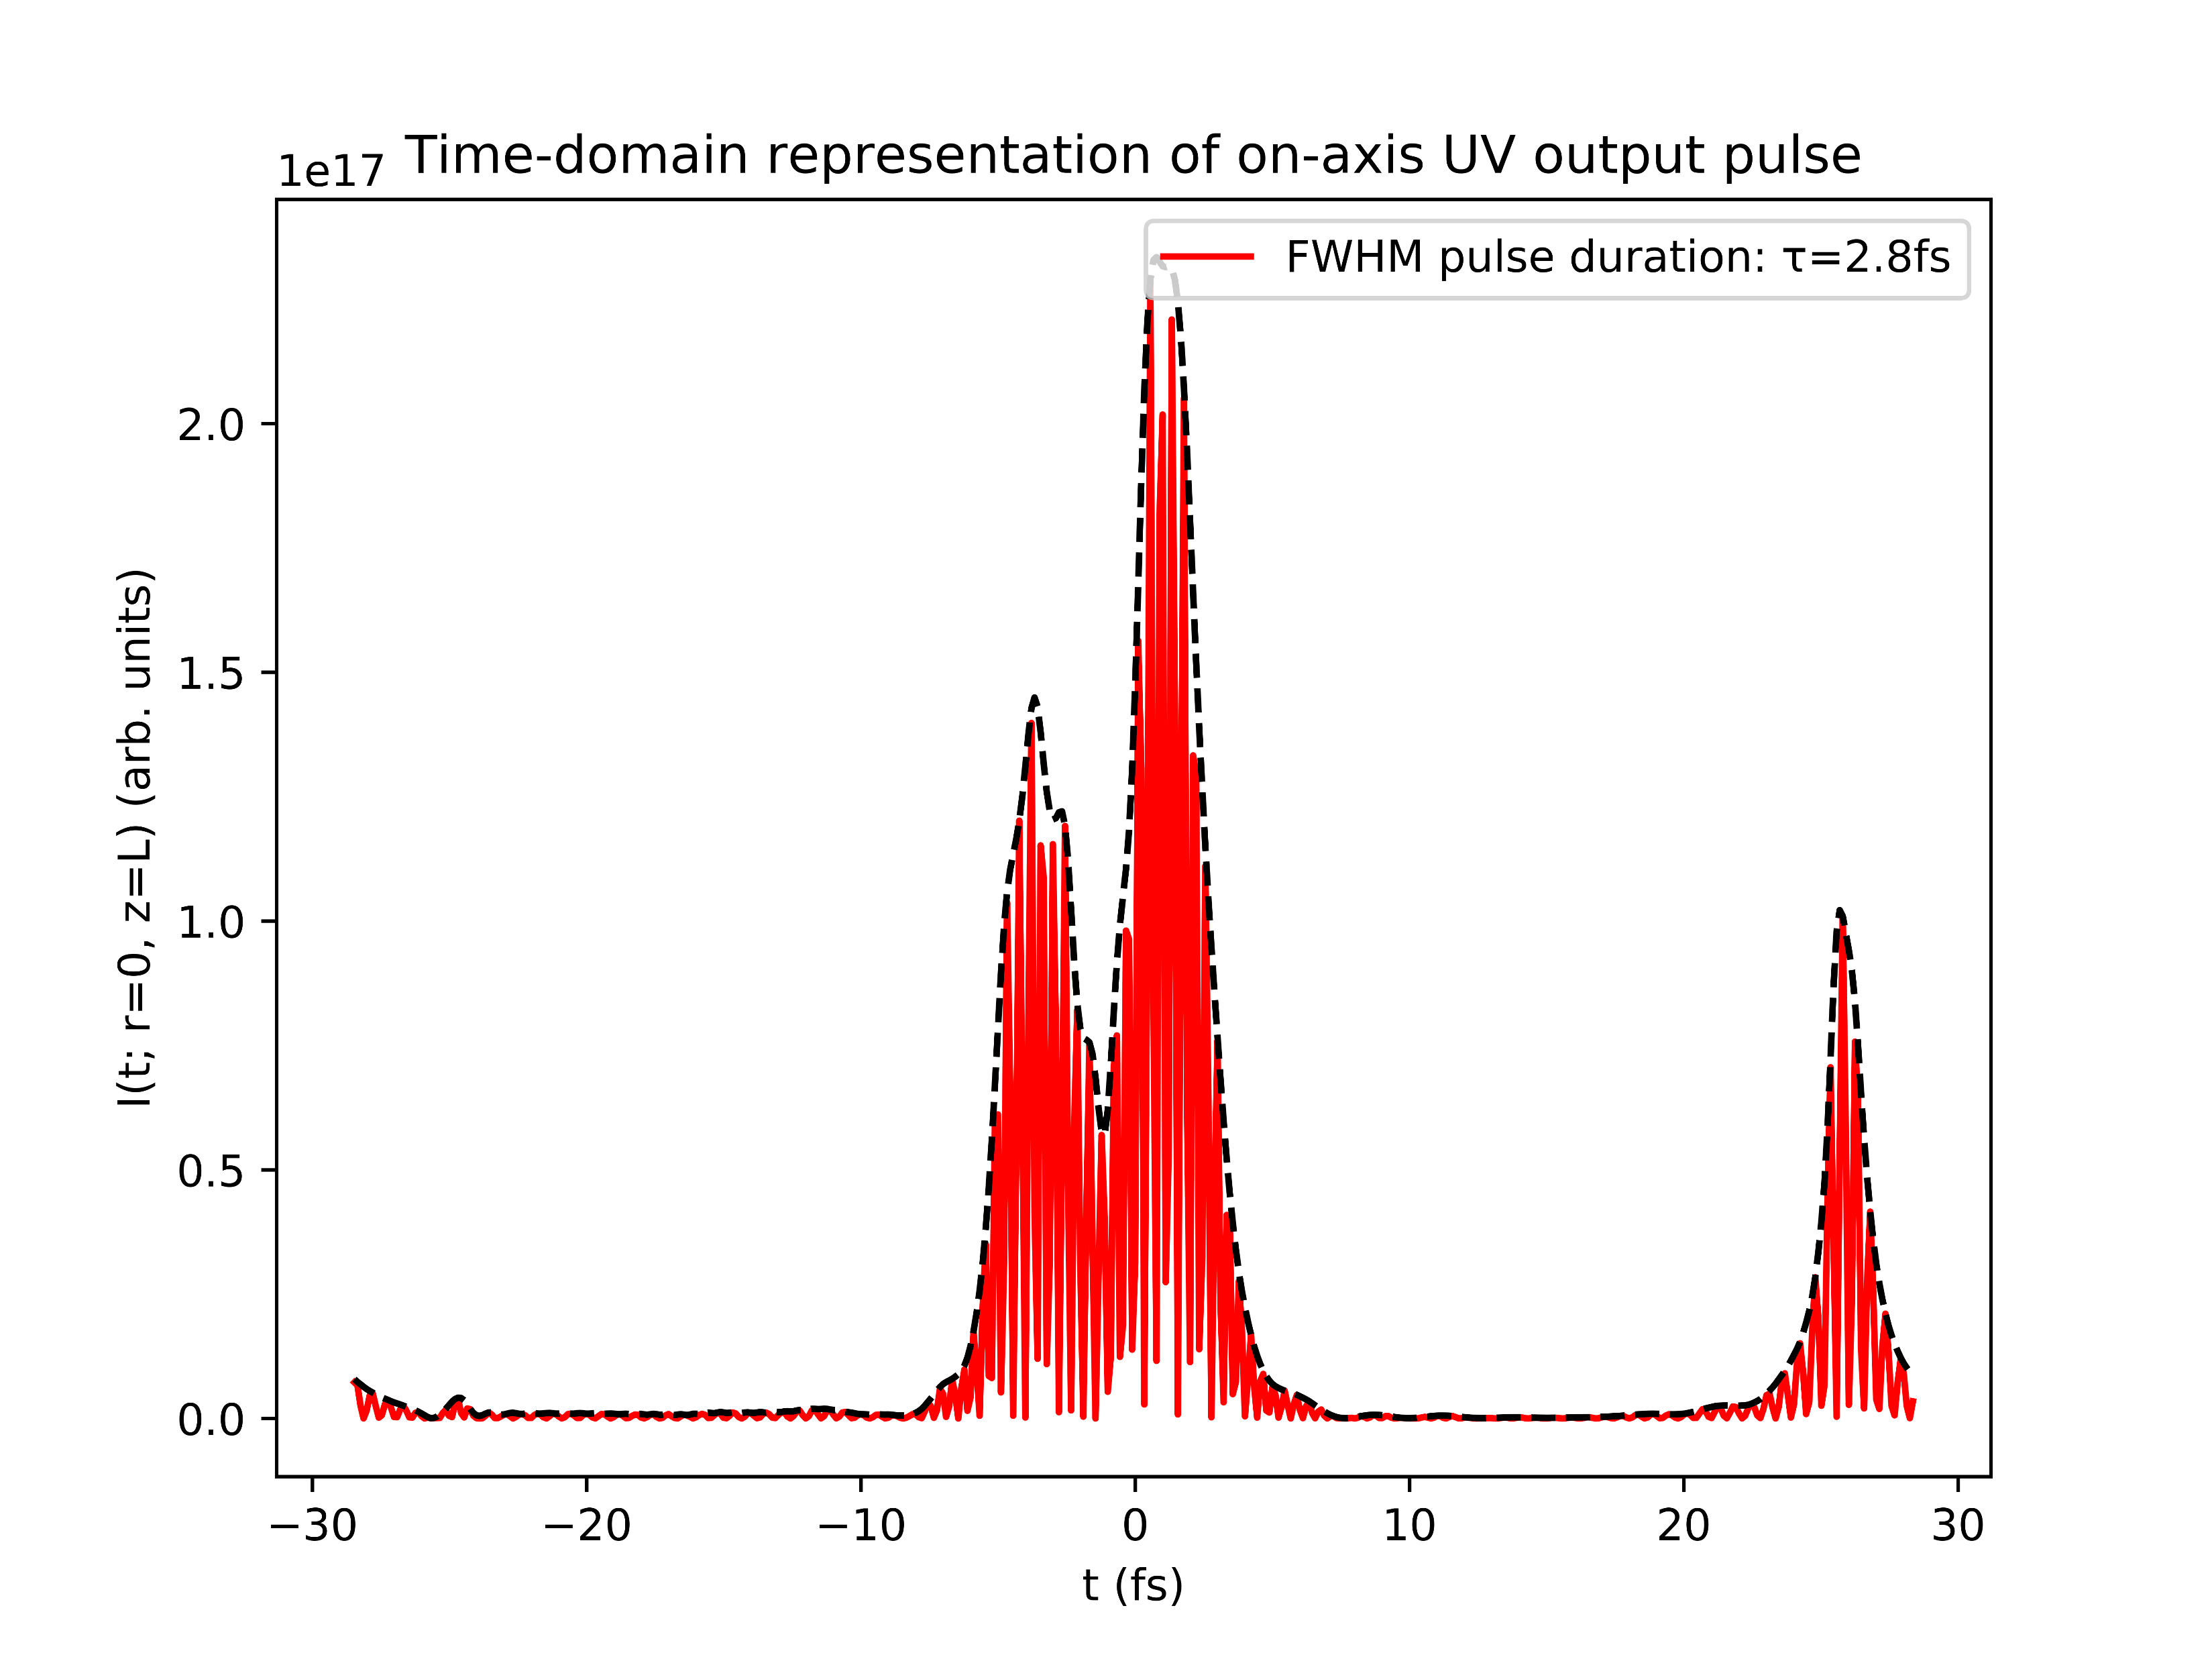 Time-domain representation of on-axis UV output pulse
1e17
FWHM pulse duration: τ=2.8fs
I(t; r=0, z=L) (arb. units)
2.0
1.5
1.0
0.5
0.0
−30 −20 −10 0 10 20 30
t (fs)